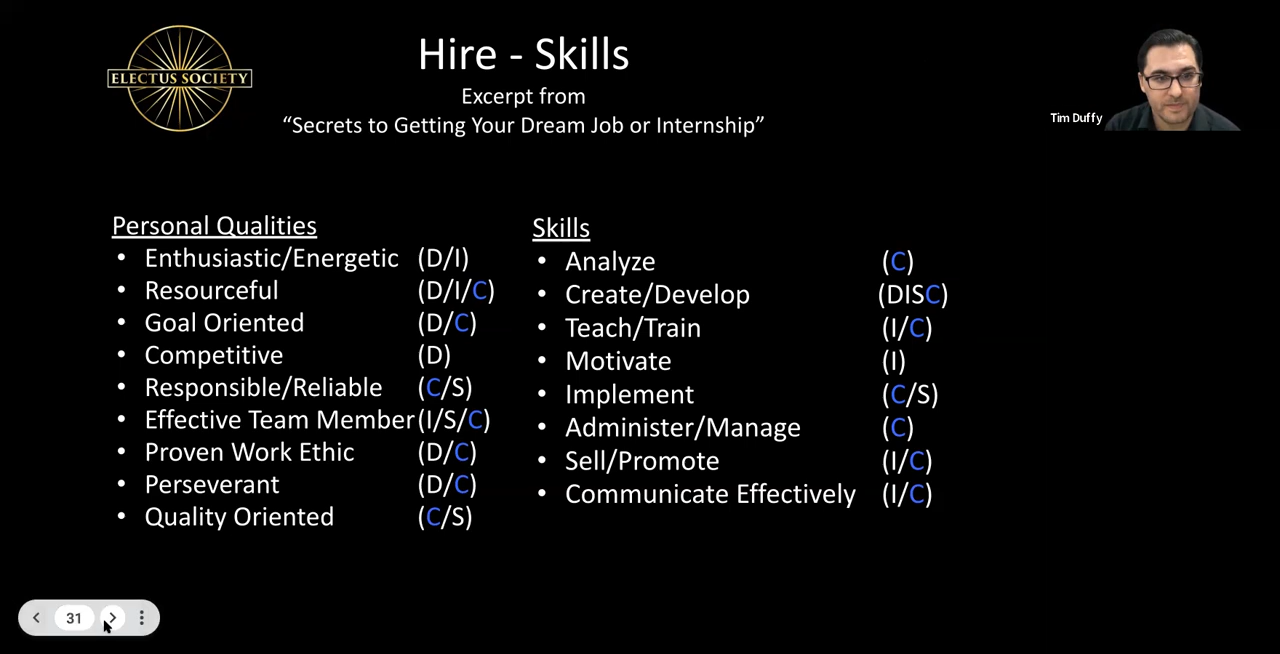 ELECTUS SOCIETY
Hire - Skills
Excerpt from
“Secrets to Getting Your Dream Job or Internship”
Tim Duffy
Personal Qualities
• Enthusiastic/Energetic (D/I)
• Resourceful (D/I/C)
• Goal Oriented (D/C)
• Competitive (D)
• Responsible/Reliable (C/S)
• Effective Team Member (I/S/C)
• Proven Work Ethic (D/C)
• Perseverant (D/C)
• Quality Oriented (C/S)
Skills
• Analyze (C)
• Create/Develop (DISC)
• Teach/Train (I/C)
• Motivate (I)
• Implement (C/S)
• Administer/Manage (C)
• Sell/Promote (I/C)
• Communicate Effectively (I/C)
31